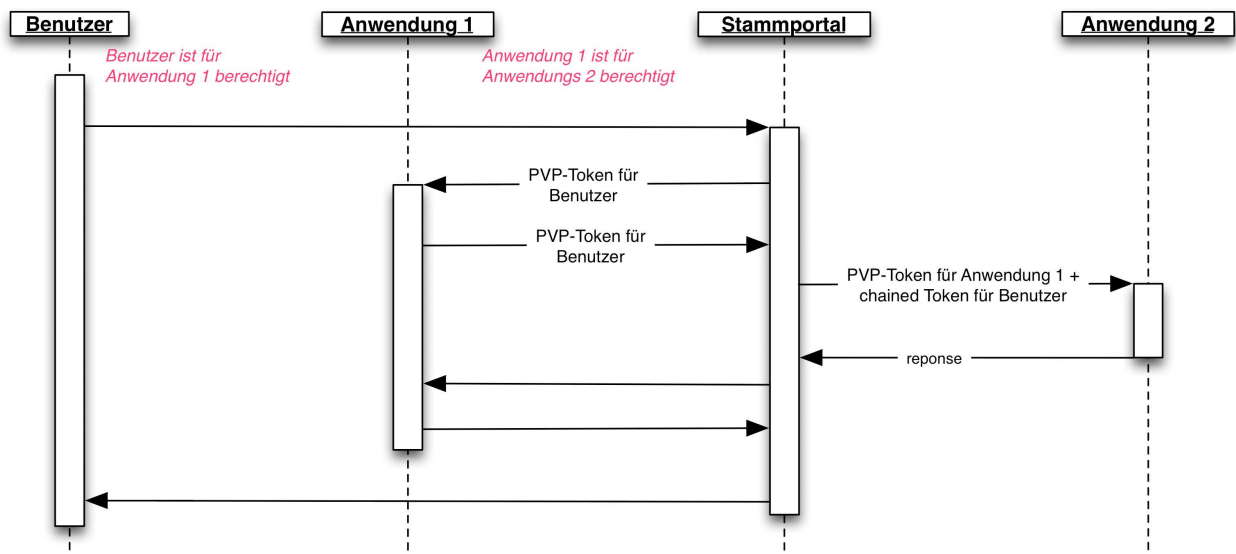 Benutzer
Anwendung 1
Stammportal
Anwendung 2
Benutzer ist für
Anwendung 1 berechtigt
Anwendung 1 ist für
Anwendungs 2 berechtigt
PVP-Token für
Benutzer
PVP-Token für
Benutzer
PVP-Token für Anwendung 1 +
chained Token für Benutzer
reponse